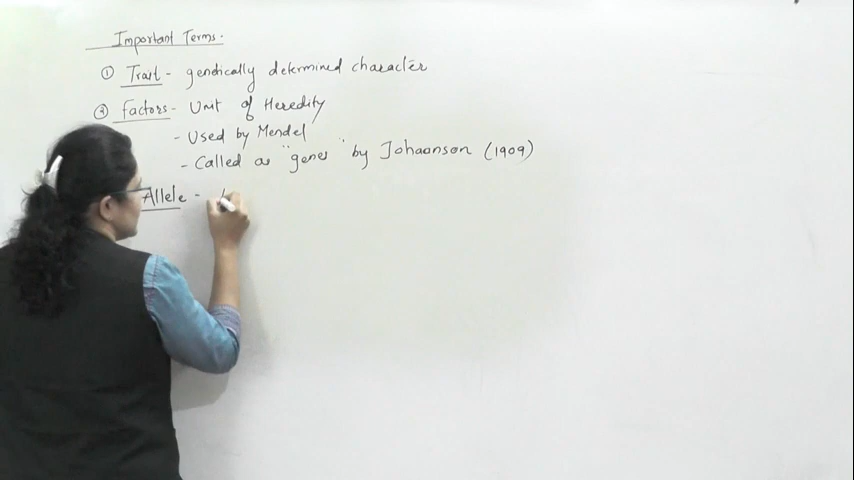 Important Terms.
① Trait - genetically determined character
② Factors - Unit of Heredity
- Used by Mendel
- Called as "genes" by Johaanson (1909)
Allele -